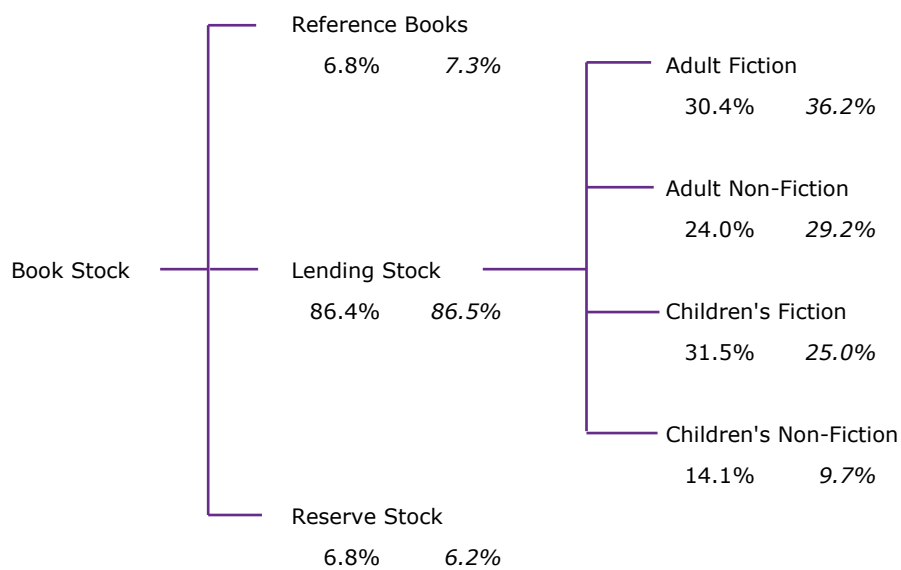 Reference Books
6.8% 7.3%
Adult Fiction
30.4% 36.2%
Adult Non-Fiction
24.0% 29.2%
Book Stock
Lending Stock
86.4% 86.5%
Children's Fiction
31.5% 25.0%
Children's Non-Fiction
14.1% 9.7%
Reserve Stock
6.8% 6.2%